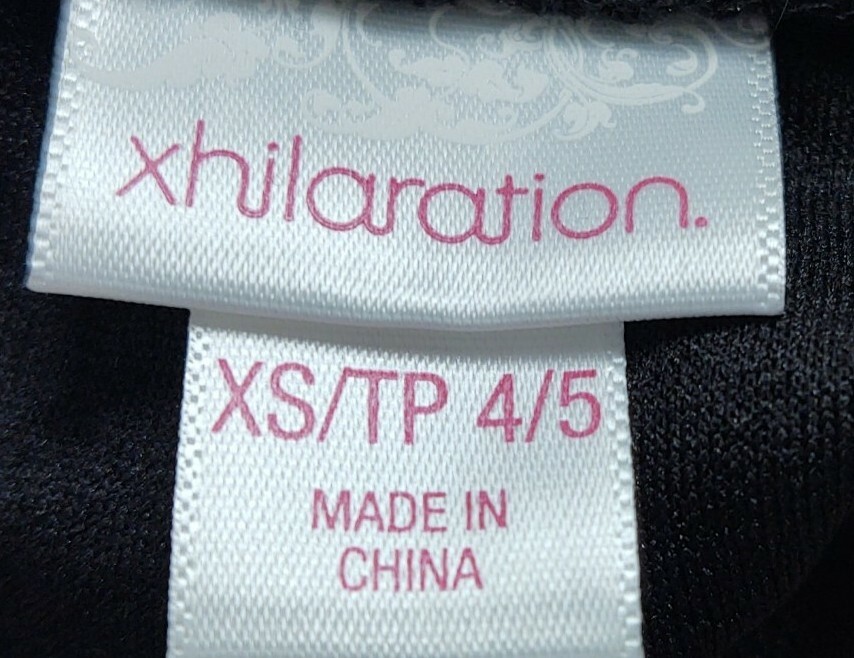 xhilaration.
XS/TP 4/5
MADE IN
CHINA